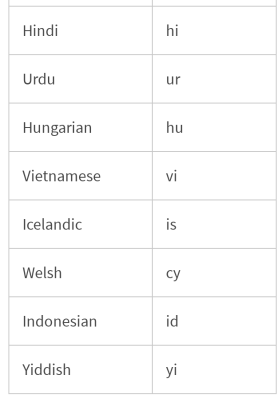 Hindi hi
Urdu ur
Hungarian hu
Vietnamese vi
Icelandic is
Welsh cy
Indonesian id
Yiddish yi